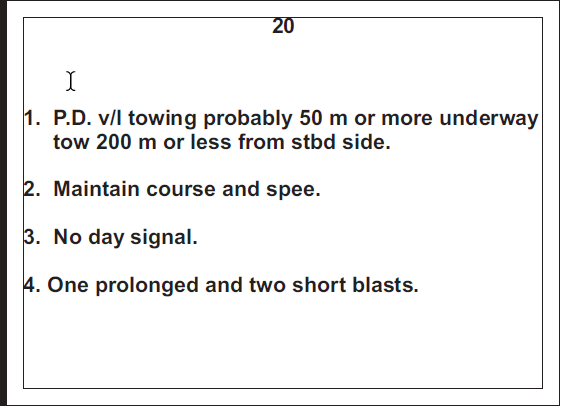 20
1. P.D. v/l towing probably 50 m or more underway
tow 200 m or less from stbd side.
2. Maintain course and spee.
3. No day signal.
4. One prolonged and two short blasts.